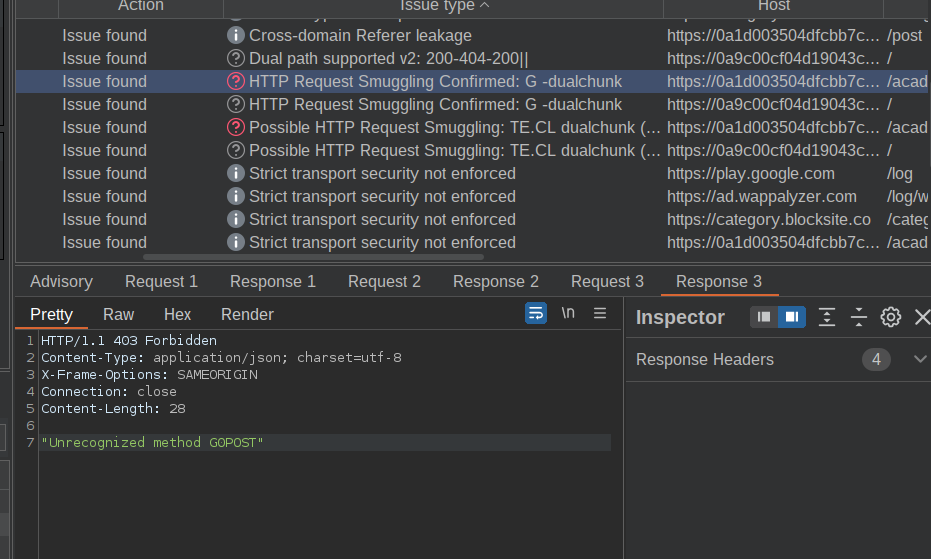 Action Issue type Host
Issue found Cross-domain Referer leakage https://0a1d003504dfcbb7c... /post
Issue found Dual path supported v2: 200-404-200|| https://0a9c00cf04d19043c... /
Issue found HTTP Request Smuggling Confirmed: G -dualchunk https://0a1d003504dfcbb7c... /acad
Issue found HTTP Request Smuggling Confirmed: G -dualchunk https://0a9c00cf04d19043c... /
Issue found Possible HTTP Request Smuggling: TE.CL dualchunk (... https://0a1d003504dfcbb7c... /acad
Issue found Possible HTTP Request Smuggling: TE.CL dualchunk (... https://0a9c00cf04d19043c... /
Issue found Strict transport security not enforced https://play.google.com /log
Issue found Strict transport security not enforced https://ad.wappalyzer.com /log/w
Issue found Strict transport security not enforced https://category.blocksite.co /categ
Issue found Strict transport security not enforced https://0a1d003504dfcbb7c... /acad
Advisory Request 1 Response 1 Request 2 Response 2 Request 3 Response 3
Pretty Raw Hex Render \n
Inspector
Response Headers 4
1 HTTP/1.1 403 Forbidden
2 Content-Type: application/json; charset=utf-8
3 X-Frame-Options: SAMEORIGIN
4 Connection: close
5 Content-Length: 28
6
7 "Unrecognized method GOPOST"